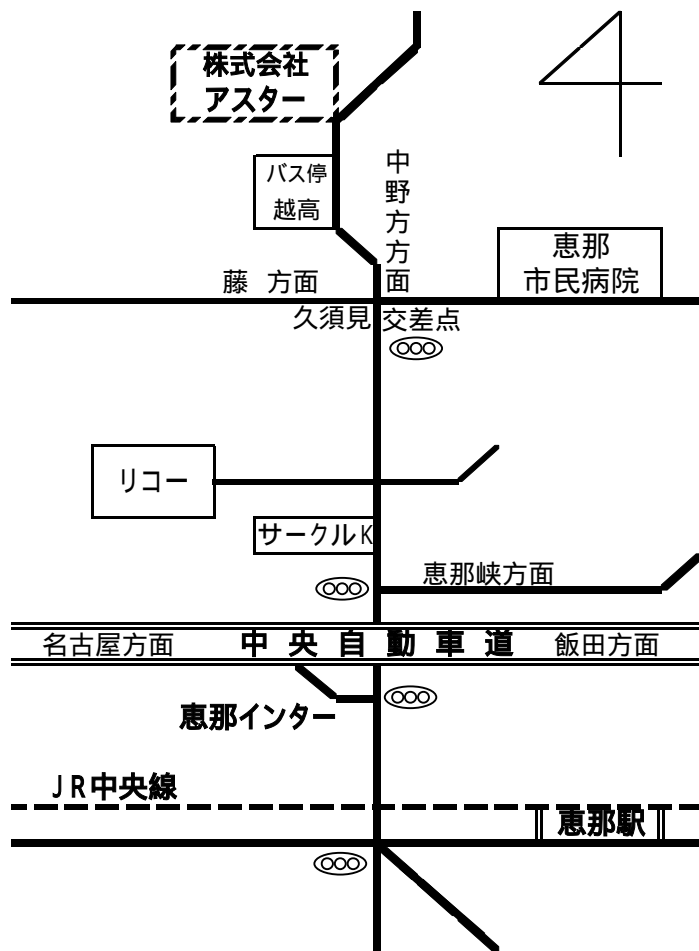 株式会社
アスター
バス停
越高
中野方方面
恵那
市民病院
藤 方面
久須見 交差点
リコー
サークルK
恵那峡方面
名古屋方面 中央自動車道 飯田方面
恵那インター
JR中央線
恵那駅